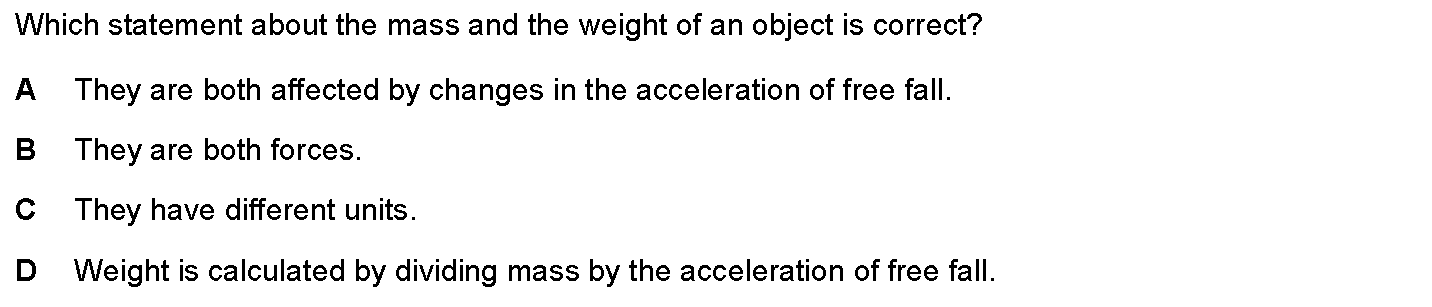 Which statement about the mass and the weight of an object is correct?
A They are both affected by changes in the acceleration of free fall.
B They are both forces.
C They have different units.
D Weight is calculated by dividing mass by the acceleration of free fall.